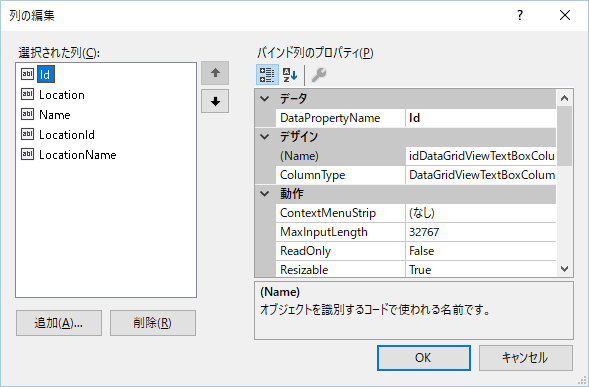 列の編集
選択された列(C):
Id
Location
Name
LocationId
LocationName
追加(A)...
削除(R)
バインド列のプロパティ(P)
データ
DataPropertyName Id
デザイン
(Name) idDataGridViewTextBoxColu
ColumnType DataGridViewTextBoxColum
動作
ContextMenuStrip (なし)
MaxInputLength 32767
ReadOnly False
Resizable True
(Name)
オブジェクトを識別するコードで使われる名前です。
OK
キャンセル